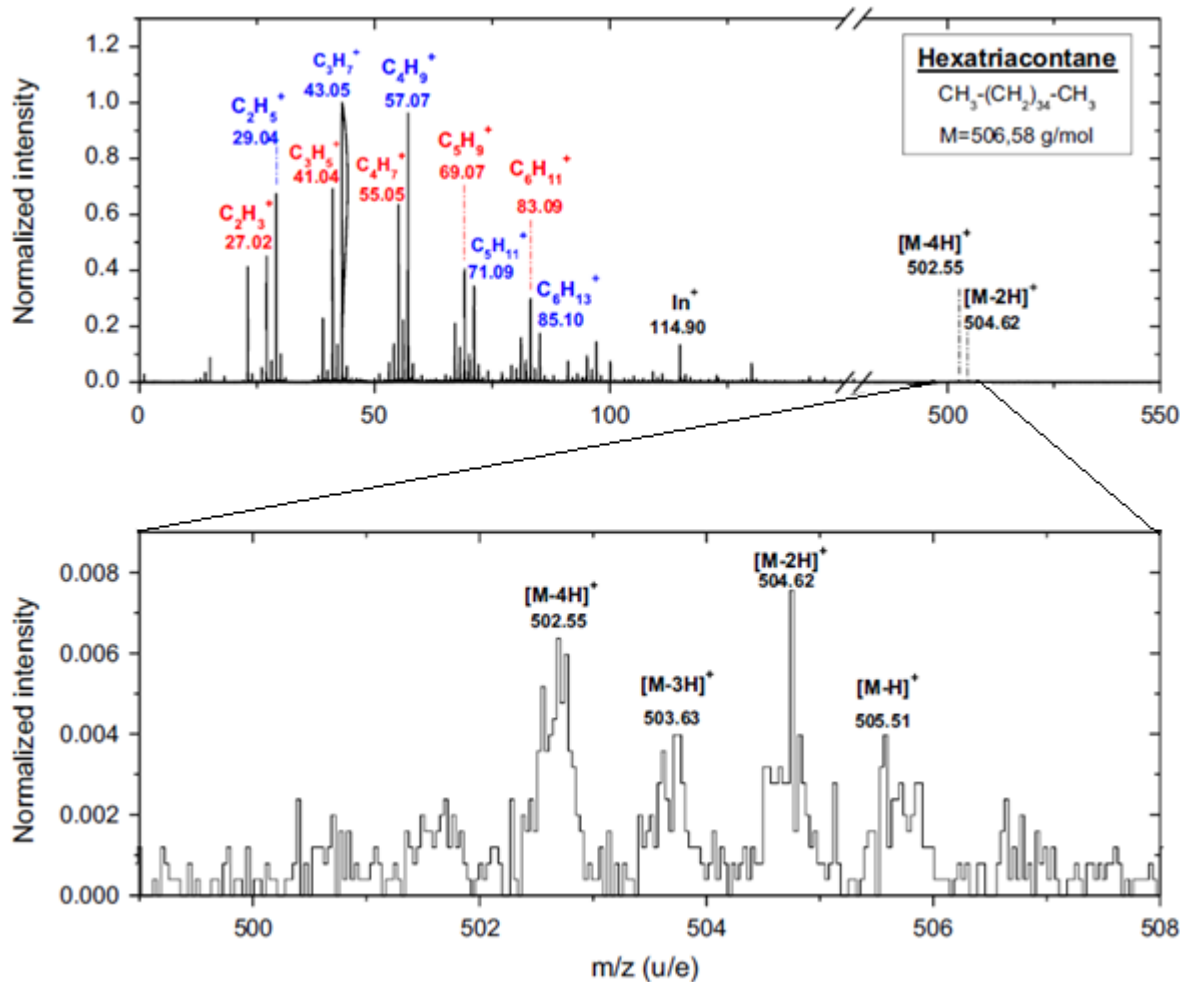 Normalized intensity
1.2
1.0
0.8
0.6
0.4
0.2
0.0
C₂H₃⁺
27.02
C₂H₅⁺
29.04
C₃H₅⁺
41.04
C₃H₇⁺
43.05
C₄H₇⁺
55.05
C₄H₉⁺
57.07
C₅H₉⁺
69.07
C₅H₁₁⁺
71.09
C₆H₁₁⁺
83.09
C₆H₁₃⁺
85.10
In⁺
114.90
[M-4H]⁺
502.55
[M-2H]⁺
504.62
Hexatriacontane
CH₃-(CH₂)₃₄-CH₃
M=506,58 g/mol
0 50 100 500 550
Normalized intensity
0.008
0.006
0.004
0.002
0.000
[M-4H]⁺
502.55
[M-3H]⁺
503.63
[M-2H]⁺
504.62
[M-H]⁺
505.51
500 502 504 506 508
m/z (u/e)